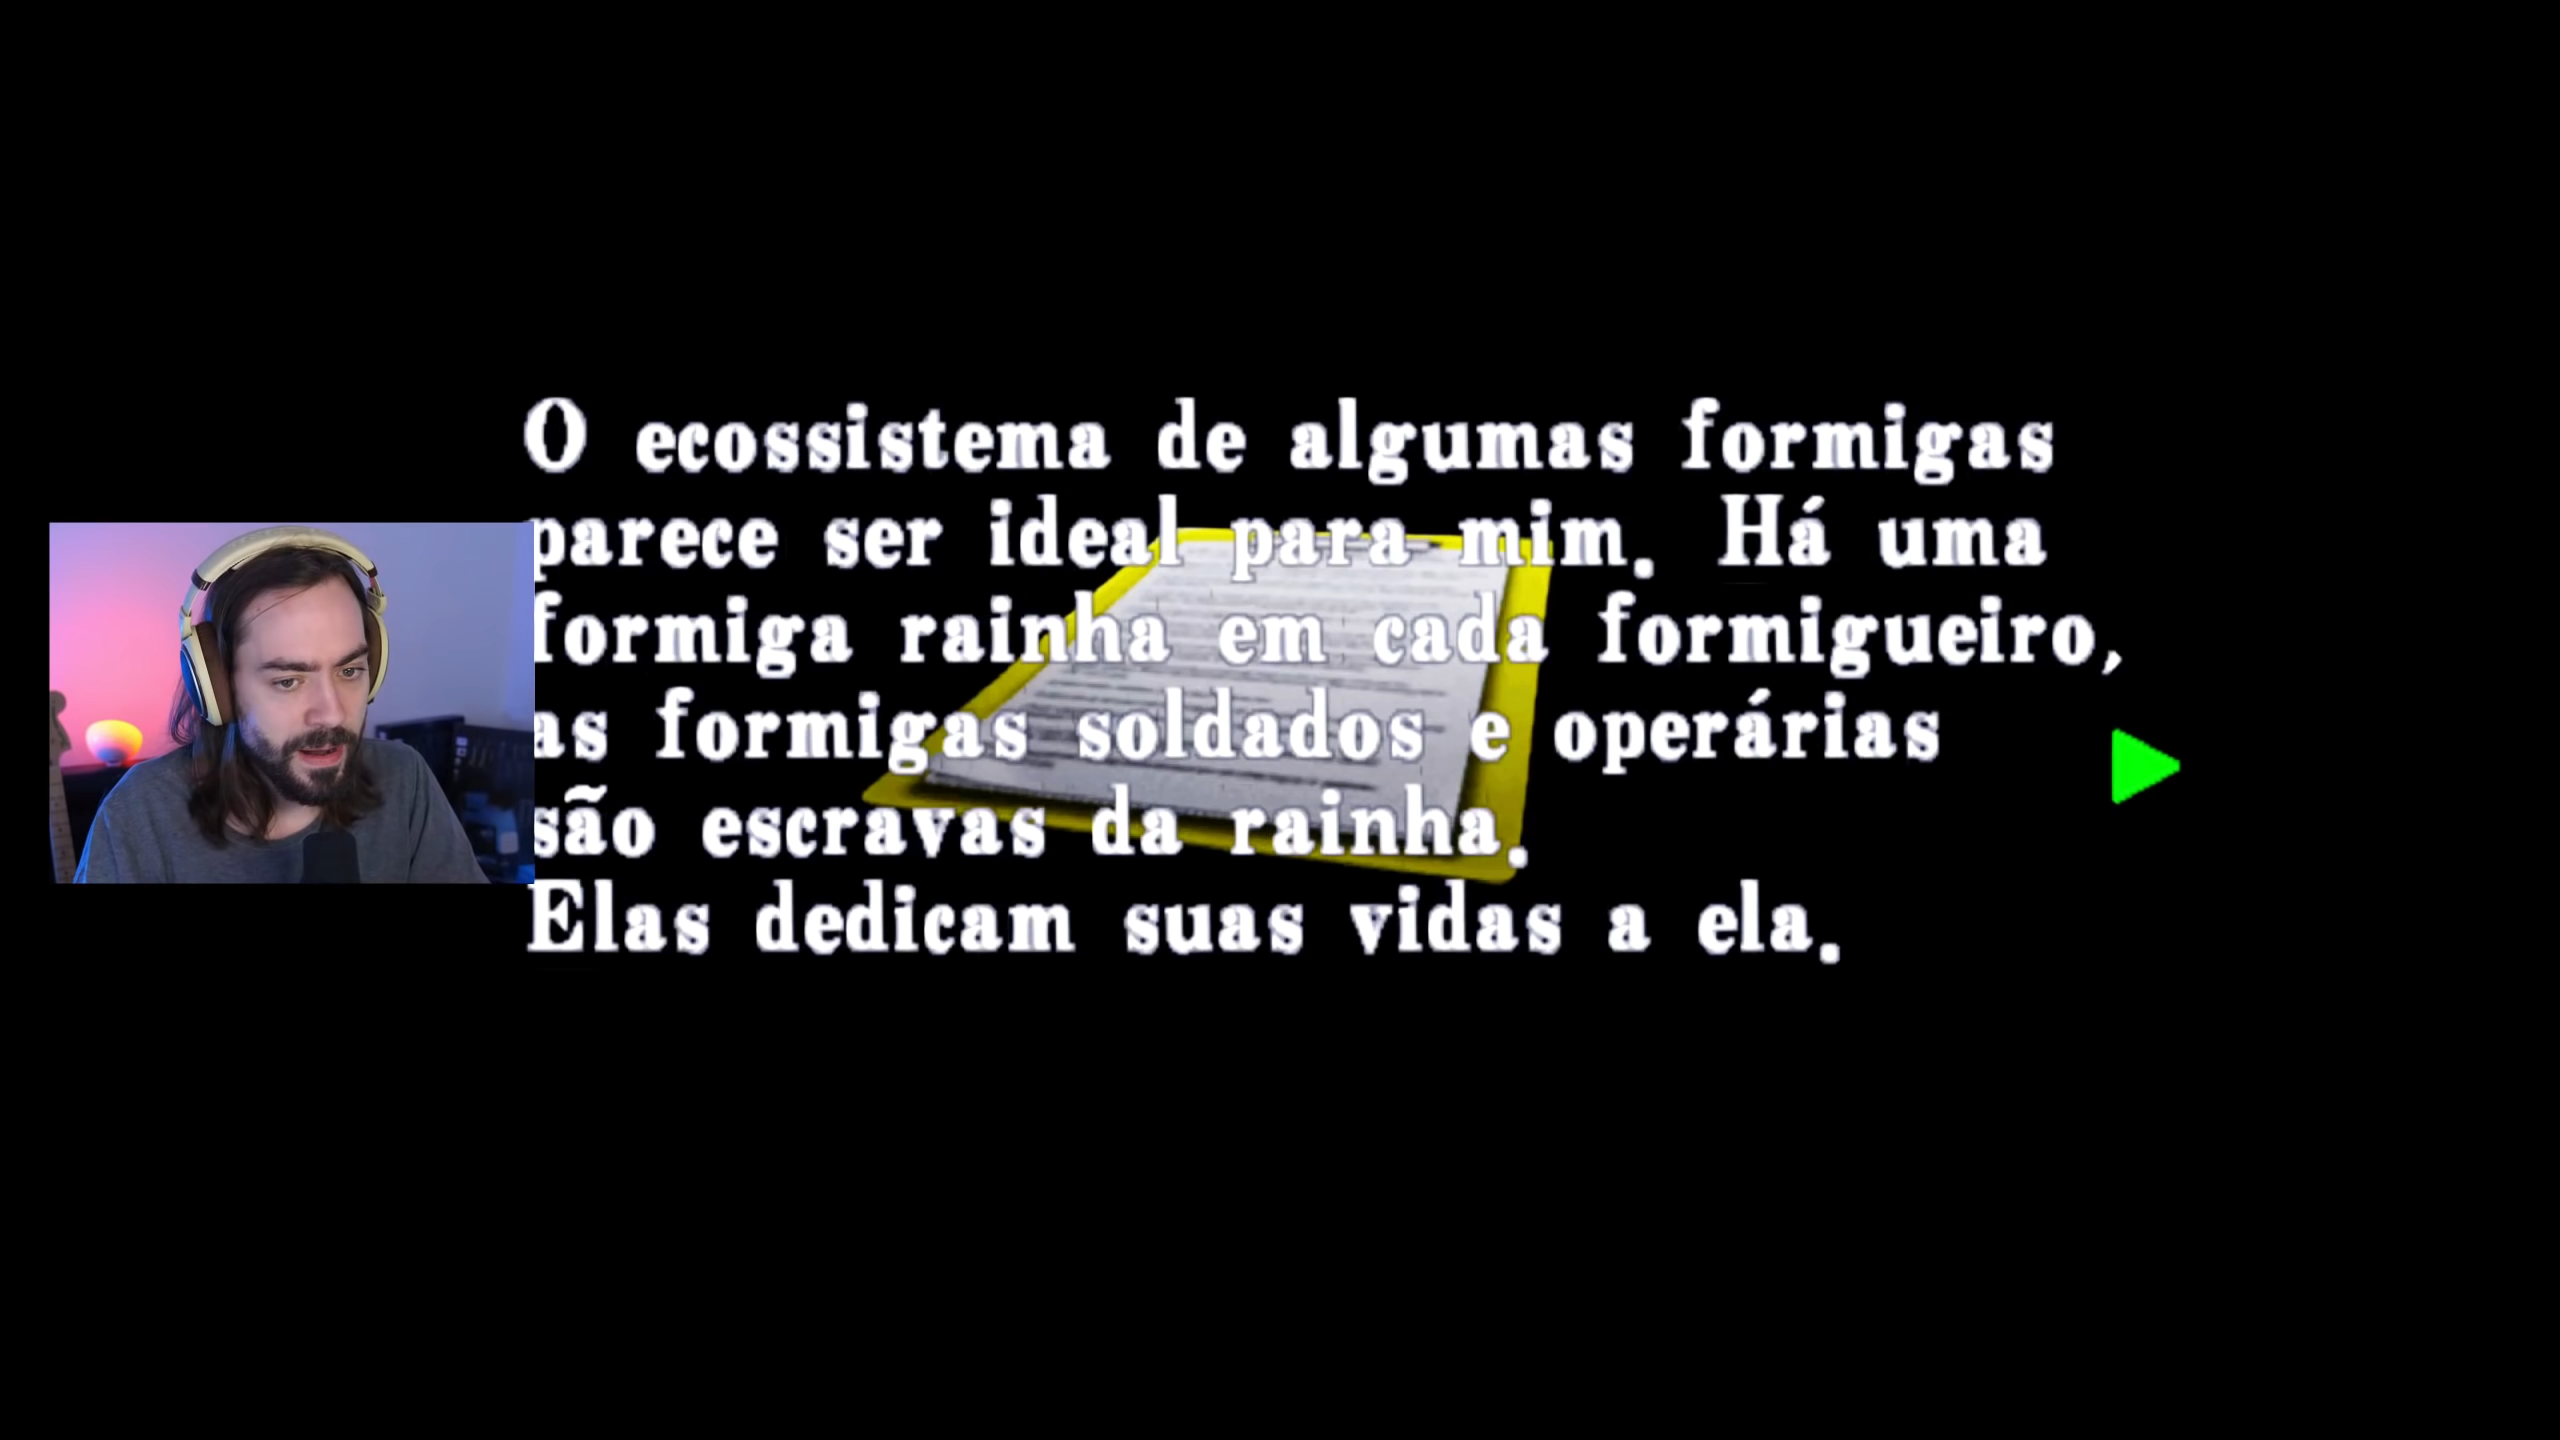 O ecossistema de algumas formigas
parece ser ideal para mim. Há uma
formiga rainha em cada formigueiro,
as formigas soldados e operárias
são escravas da rainha.
Elas dedicam suas vidas a ela.